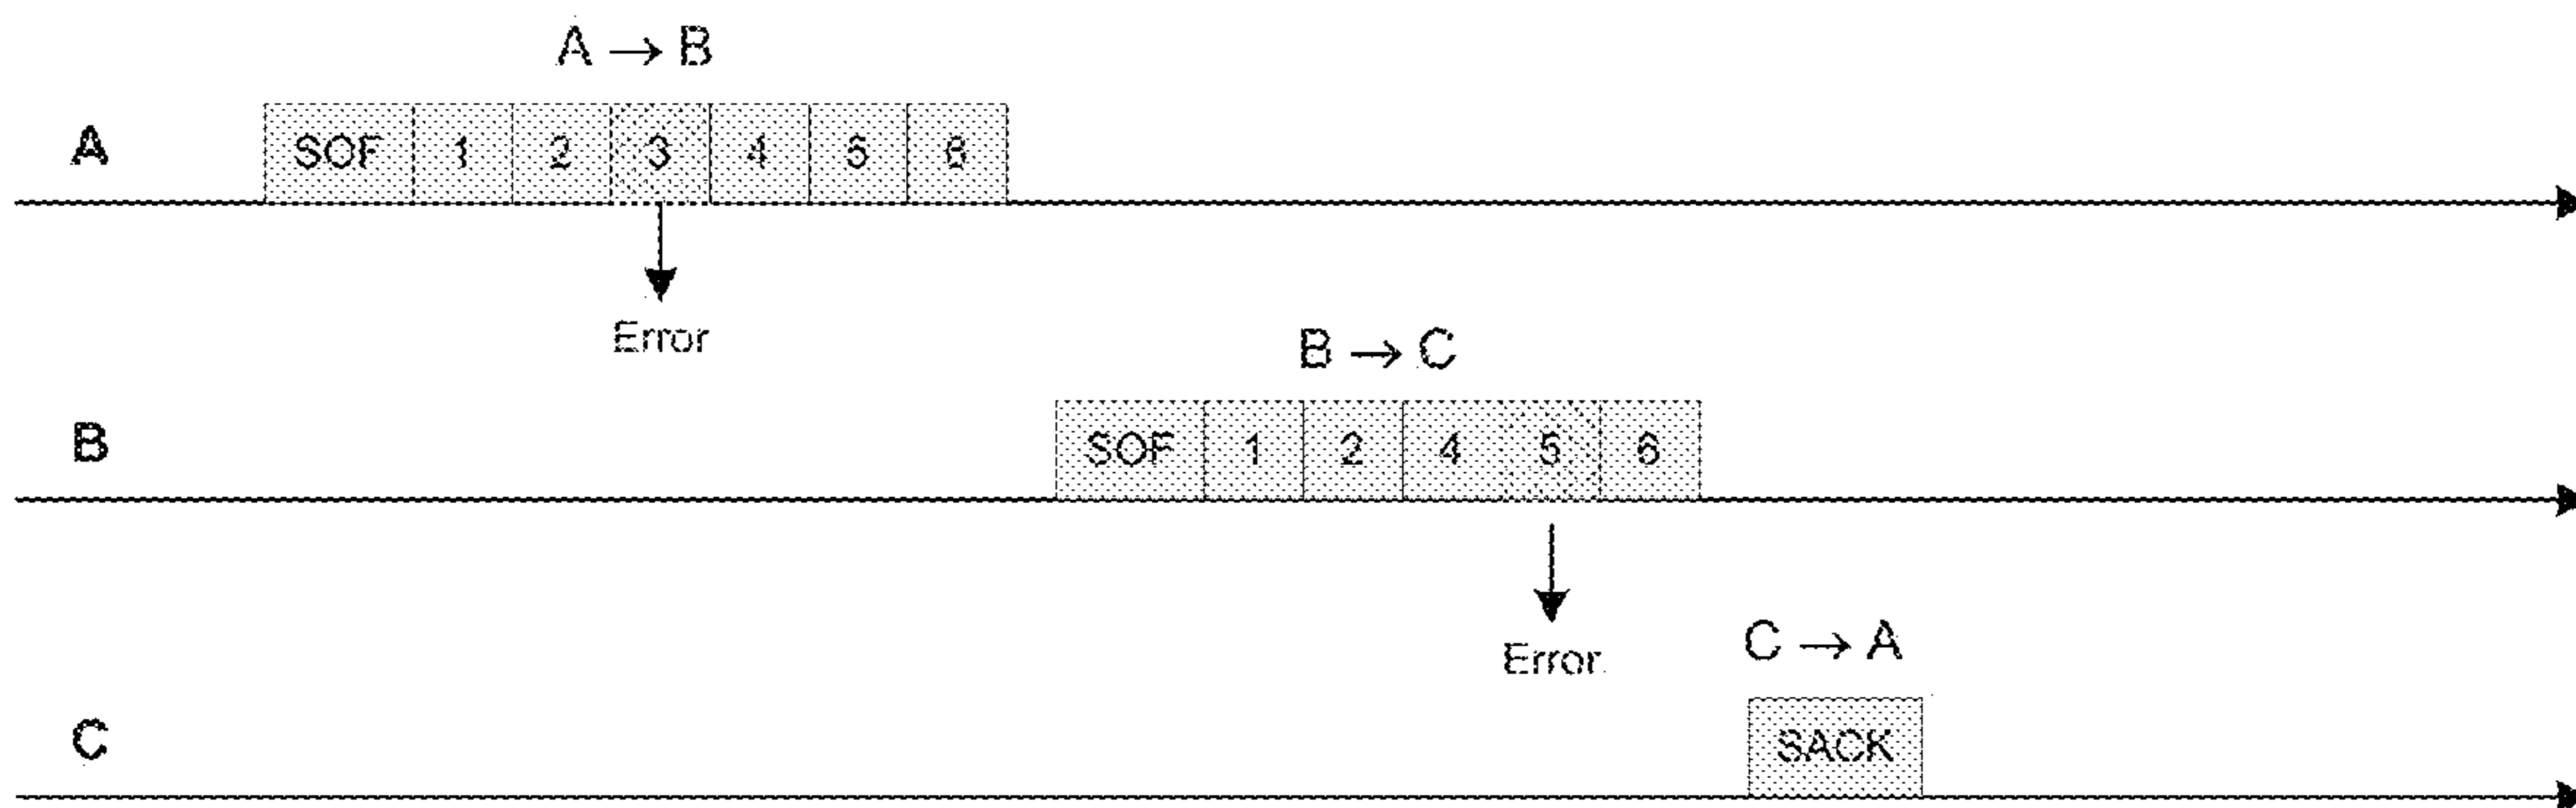 A → B
A SOF 1 2 3 4 5 6
Error
B → C
B SOF 1 2 4 5 6
Error
C → A
C SACK